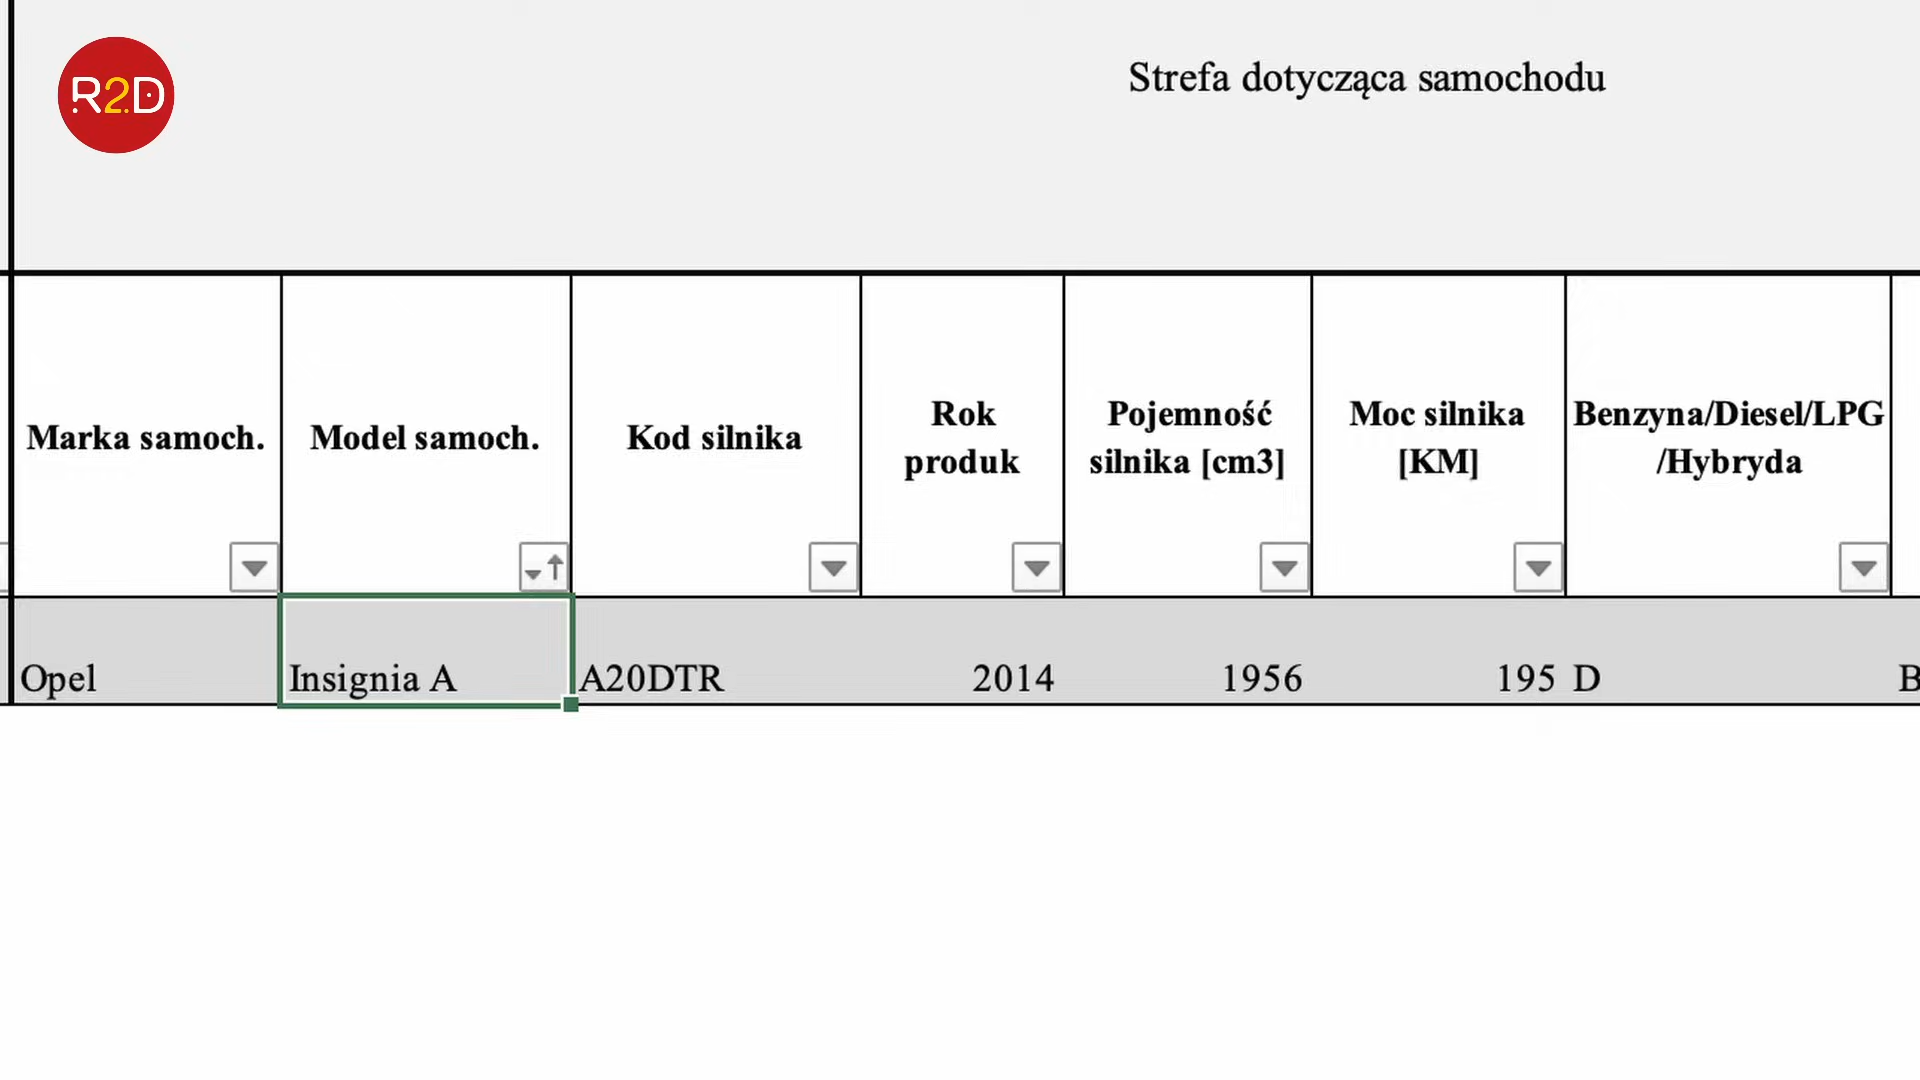 R2D
Strefa dotycząca samochodu
Marka samoch.
Model samoch.
Kod silnika
Rok
produk
Pojemność
silnika [cm3]
Moc silnika
[KM]
Benzyna/Diesel/LPG
/Hybryda
Opel
Insignia A
A20DTR
2014
1956
195
D
B